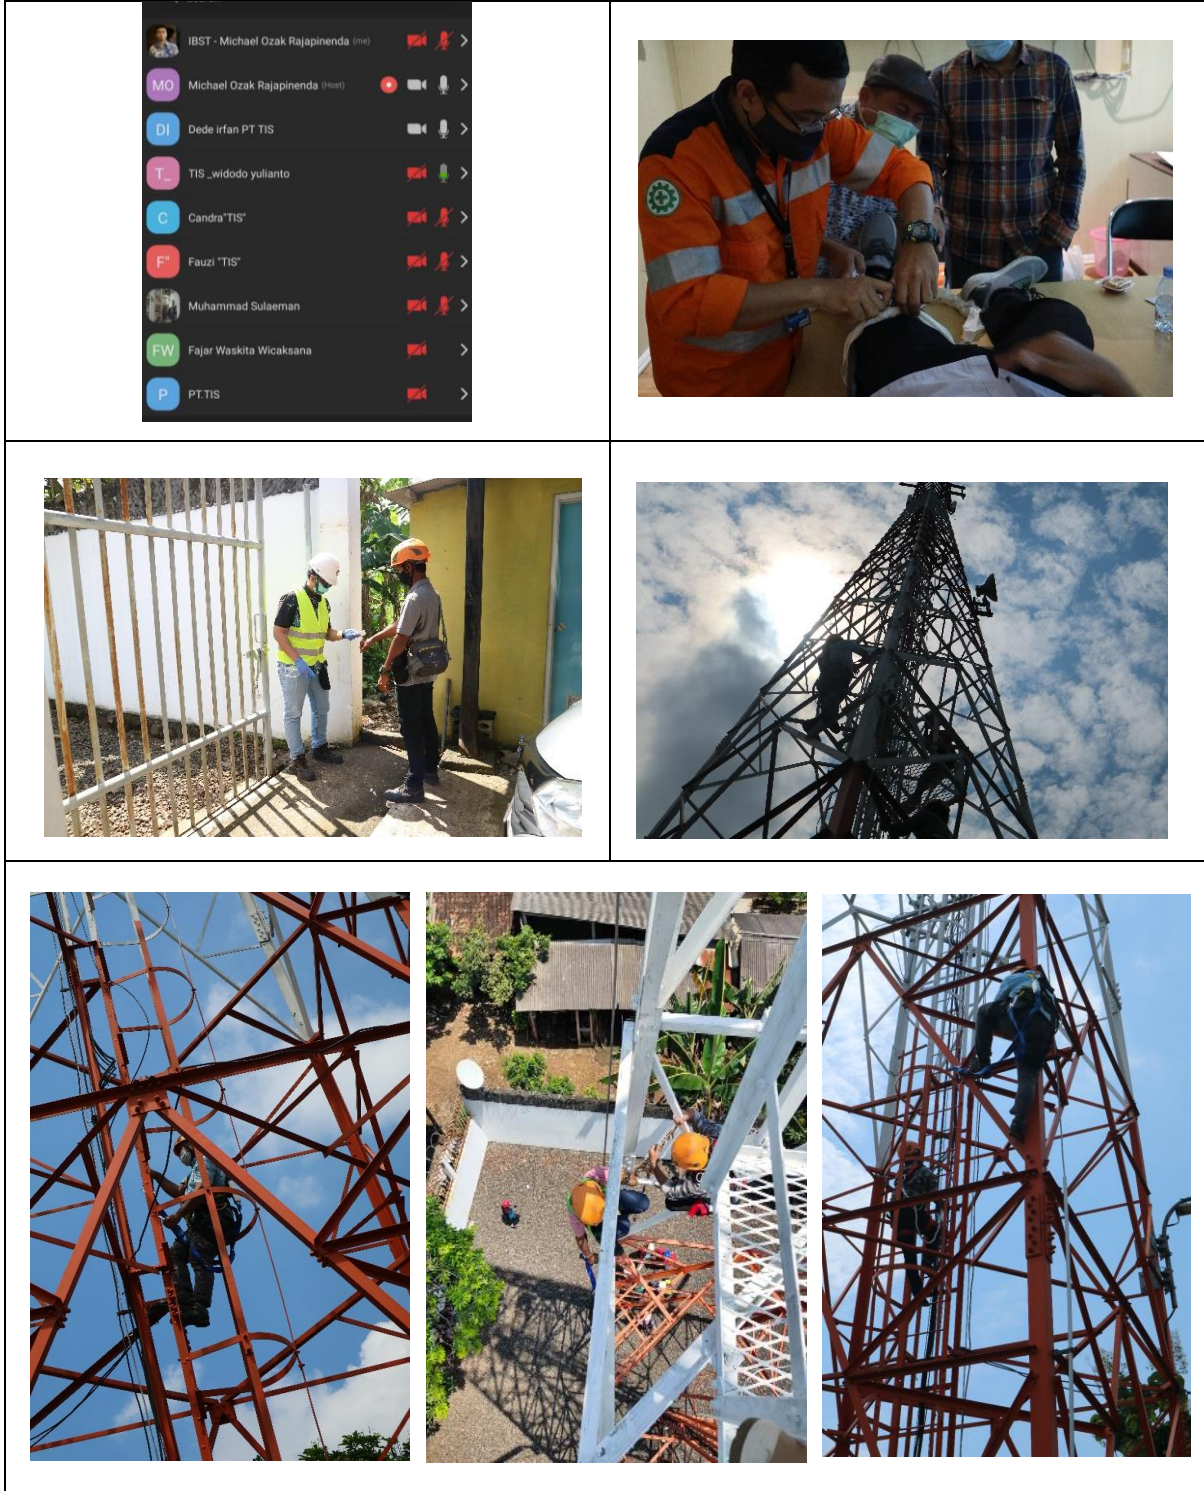 IBST - Michael Ozak Rajapinenda (me)
MO Michael Ozak Rajapinenda (Host)
DI Dede irfan PT TIS
T_ TIS _widodo yulianto
C Candra"TIS"
F" Fauzi "TIS"
Muhammad Sulaeman
FW Fajar Waskita Wicaksana
P PT.TIS